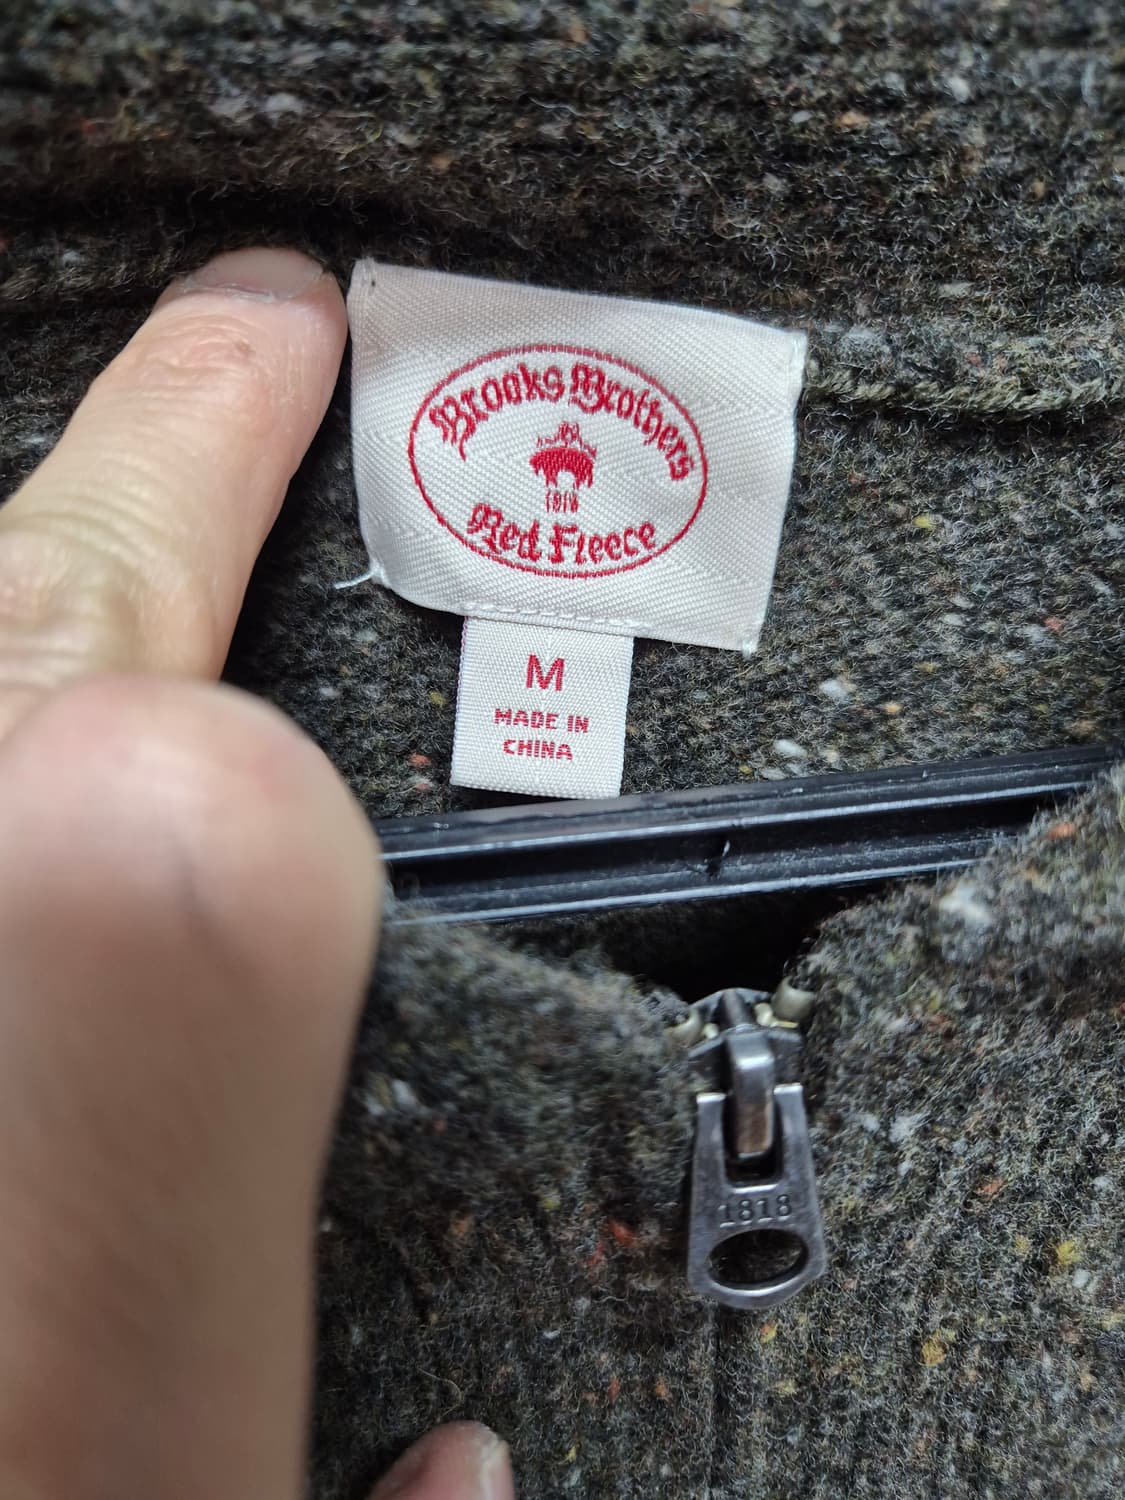 Brooks Brothers
1818
Red Fleece
M
MADE IN
CHINA
1818